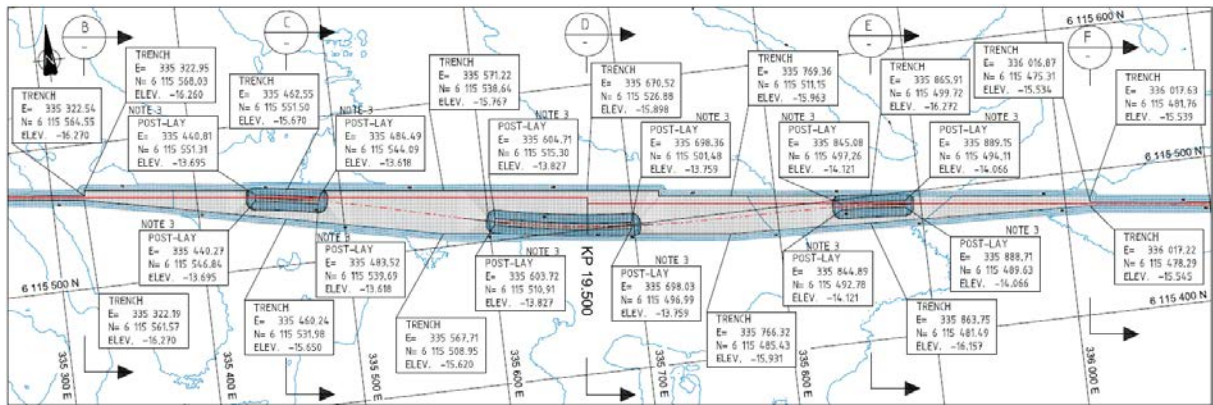 B
-
C
-
D
-
E
-
F
-
6 115 600 N
N
TRENCH
E= 335 322.54
N= 6 115 564.55
ELEV. -16.270
TRENCH
E= 335 322.95
N= 6 115 568,03
ELEV. -16.260
NOTE 3
POST-LAY
E= 335 440,81
N= 6 115 551.31
ELEV. -13.695
TRENCH
E= 335 462,55
N= 6 115 551.50
ELEV. -15.670
NOTE 3
POST-LAY
E= 335 484,49
N= 6 115 544.09
ELEV. -13.618
TRENCH
E= 335 571.22
N= 6 115 538,64
ELEV. -15.767
NOTE 3
POST-LAY
E= 335 604,71
N= 6 115 515,30
ELEV. -13.827
TRENCH
E= 335 670,52
N= 6 115 526,88
ELEV. -15.898
NOTE 3
POST-LAY
E= 335 698,36
N= 6 115 501,48
ELEV. -13.759
TRENCH
E= 335 769,36
N= 6 115 511,15
ELEV. -15.963
NOTE 3
POST-LAY
E= 335 845.08
N= 6 115 497,26
ELEV. -14.121
TRENCH
E= 335 865,91
N= 6 115 499,72
ELEV. -16.272
NOTE 3
POST-LAY
E= 335 889,15
N= 6 115 494,11
ELEV. -14.066
TRENCH
E= 336 016,87
N= 6 115 475,31
ELEV. -15.534
TRENCH
E= 336 017.63
N= 6 115 481,76
ELEV. -15.539
6 115 500 N
6 115 500 N
TRENCH
E= 335 322.19
N= 6 115 561.57
ELEV. -16,270
NOTE 3
POST-LAY
E= 335 440.27
N= 6 115 546,84
ELEV. -13.695
TRENCH
E= 335 460,24
N= 6 115 531,98
ELEV. -15.650
NOTE 3
POST-LAY
E= 335 483,52
N= 6 115 539,69
ELEV. -13.618
TRENCH
E= 335 567,71
N= 6 115 508,95
ELEV. -15.620
NOTE 3
POST-LAY
E= 335 603.72
N= 6 115 510,91
ELEV. -13.827
KP 19.500
NOTE 3
POST-LAY
E= 335 698.03
N= 6 115 496,99
ELEV. -13.759
TRENCH
E= 335 766,32
N= 6 115 485,43
ELEV. -15.931
NOTE 3
POST-LAY
E= 335 844,89
N= 6 115 492,78
ELEV. -14.121
TRENCH
E= 335 863,75
N= 6 115 481,49
ELEV. -16,157
NOTE 3
POST-LAY
E= 335 888,71
N= 6 115 489,63
ELEV. -14.066
TRENCH
E= 336 017,22
N= 6 115 478,29
ELEV. -15.545
6 115 400 N
335 300 E
335 400 E
335 500 E
335 600 E
335 700 E
335 800 E
335 900 E
336 000 E